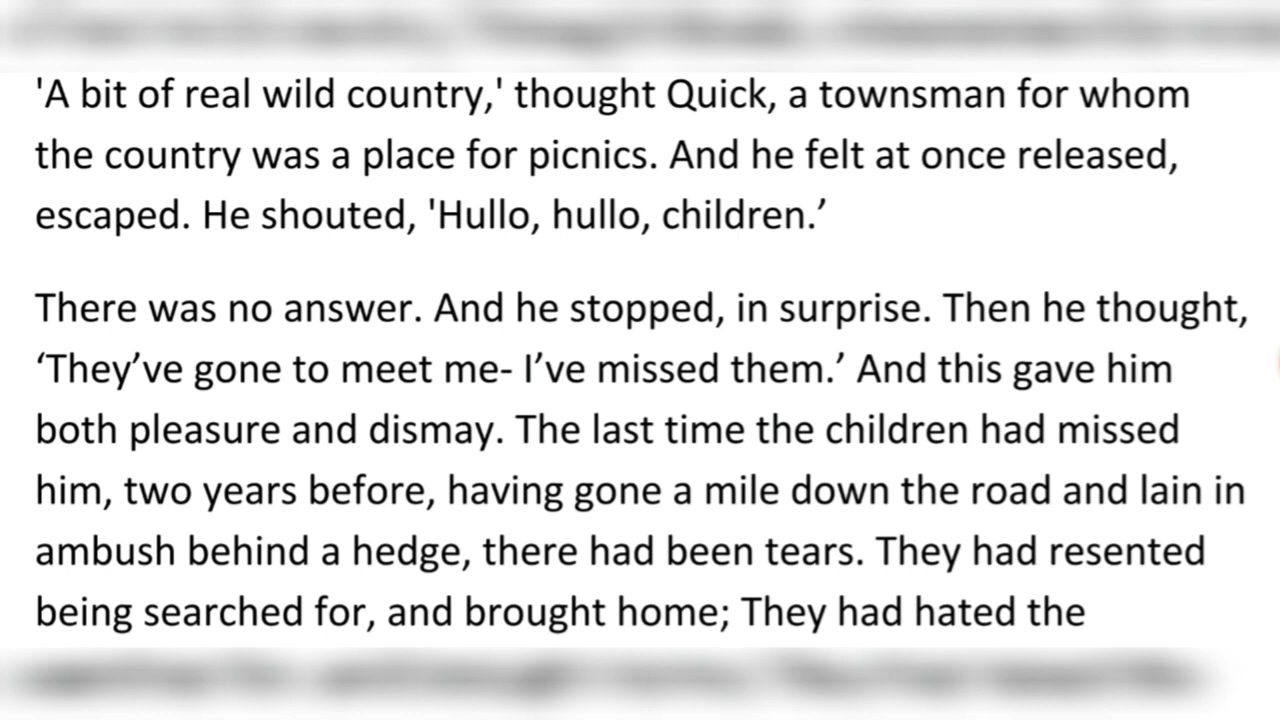 'A bit of real wild country,' thought Quick, a townsman for whom
the country was a place for picnics. And he felt at once released,
escaped. He shouted, 'Hullo, hullo, children.’
There was no answer. And he stopped, in surprise. Then he thought,
‘They’ve gone to meet me- I’ve missed them.’ And this gave him
both pleasure and dismay. The last time the children had missed
him, two years before, having gone a mile down the road and lain in
ambush behind a hedge, there had been tears. They had resented
being searched for, and brought home; They had hated the